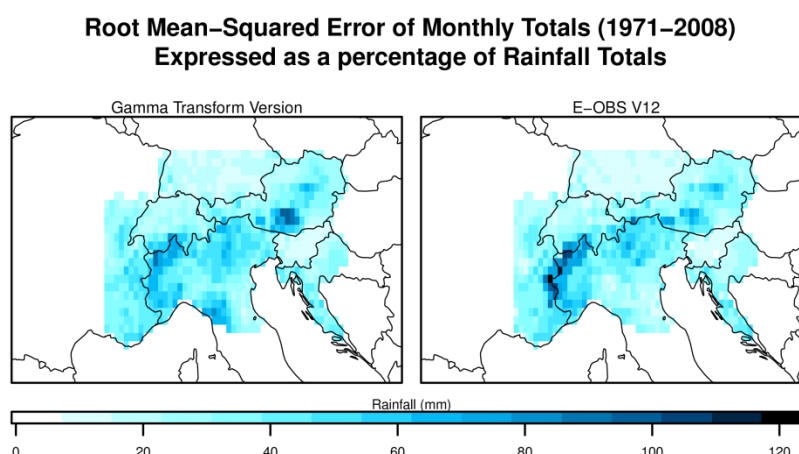 Root Mean−Squared Error of Monthly Totals (1971−2008)
Expressed as a percentage of Rainfall Totals
Gamma Transform Version
E−OBS V12
Rainfall (mm)
0 20 40 60 80 100 120